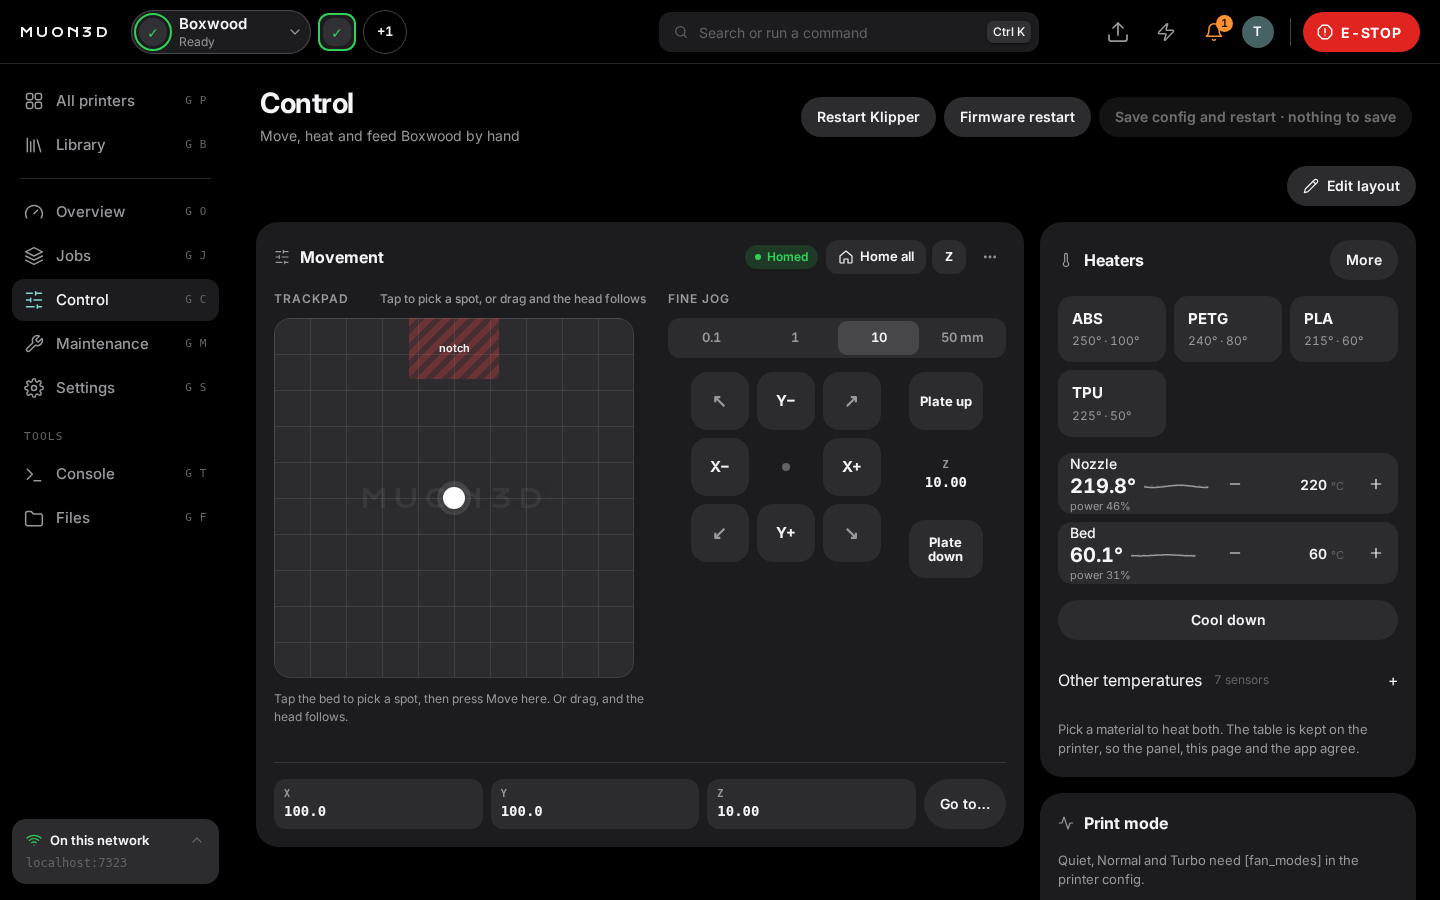 MUON3D
Boxwood
Ready
+1
Search or run a command
Ctrl K
1
T
E-STOP
All printers
G P
Library
G B
Overview
G O
Jobs
G J
Control
G C
Maintenance
G M
Settings
G S
TOOLS
Console
G T
Files
G F
On this network
localhost:7323
Control
Move, heat and feed Boxwood by hand
Restart Klipper
Firmware restart
Save config and restart · nothing to save
Edit layout
Movement
Homed
Home all
Z
TRACKPAD
Tap to pick a spot, or drag and the head follows
notch
MUON3D
Tap the bed to pick a spot, then press Move here. Or drag, and the
head follows.
FINE JOG
0.1
1
10
50 mm
↖
Y−
↗
Plate up
X−
X+
Z
10.00
↙
Y+
↘
Plate
down
X
100.0
Y
100.0
Z
10.00
Go to...
Heaters
More
ABS
250° · 100°
PETG
240° · 80°
PLA
215° · 60°
TPU
225° · 50°
Nozzle
219.8°
power 46%
−
220 °C
+
Bed
60.1°
power 31%
−
60 °C
+
Cool down
Other temperatures
7 sensors
+
Pick a material to heat both. The table is kept on the
printer, so the panel, this page and the app agree.
Print mode
Quiet, Normal and Turbo need [fan_modes] in the
printer config.